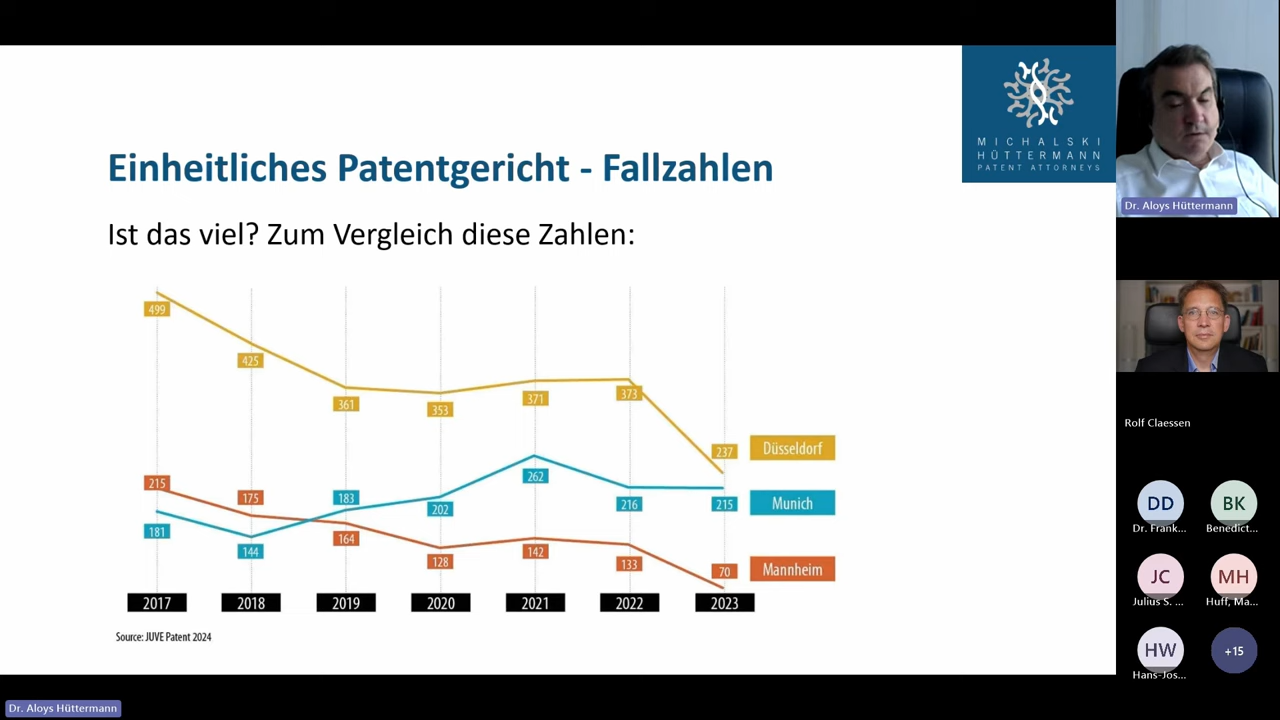 MICHALSKI
HÜTTERMANN
PATENT ATTORNEYS
Einheitliches Patentgericht - Fallzahlen
Ist das viel? Zum Vergleich diese Zahlen:
499
425
361
353
371
373
237
Düsseldorf
181
144
183
202
262
216
215
Munich
215
175
164
128
142
133
70
Mannheim
2017
2018
2019
2020
2021
2022
2023
Source: JUVE Patent 2024
Dr. Aloys Hüttermann
Rolf Claessen
DD
Dr. Frank...
BK
Benedict...
JC
Julius S. ...
MH
Huff, Ma...
HW
Hans-Jos...
+15
Dr. Aloys Hüttermann